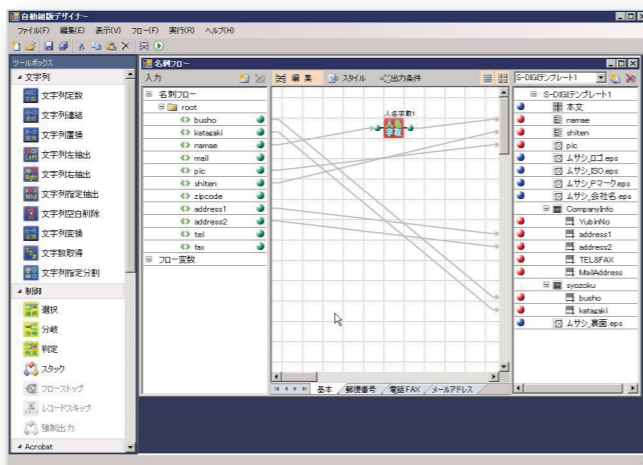 自動組版デザイナー
ファイル(F) 編集(E) 表示(V) フロー(F) 実行(R) ヘルプ(H)
ツールボックス
文字列
文字列定数
文字列連結
文字列置換
文字列左抽出
文字列右抽出
文字列指定抽出
文字列空白削除
文字列変換
文字数取得
文字列指定分割
制御
選択
分岐
判定
スタック
フローストップ
レコードスキップ
強制出力
Acrobat
名刺フロー
入力
編集 スタイル 出力条件
S-DIGIテンプレート1
名刺フロー
root
busho
katagaki
namae
mail
pic
shiten
zipcode
address1
address2
tel
fax
フロー変数
人名字取1
人名
字取
基本 郵便番号 電話FAX メールアドレス
S-DIGIテンプレート1
本文
namae
shiten
pic
ムサシ_ロゴ.eps
ムサシ_ISO.eps
ムサシ_Pマーク.eps
ムサシ_会社名.eps
CompanyInfo
YubinNo
address1
address2
TEL&FAX
MailAddress
syozoku
busho
katagaki
ムサシ_裏面.eps